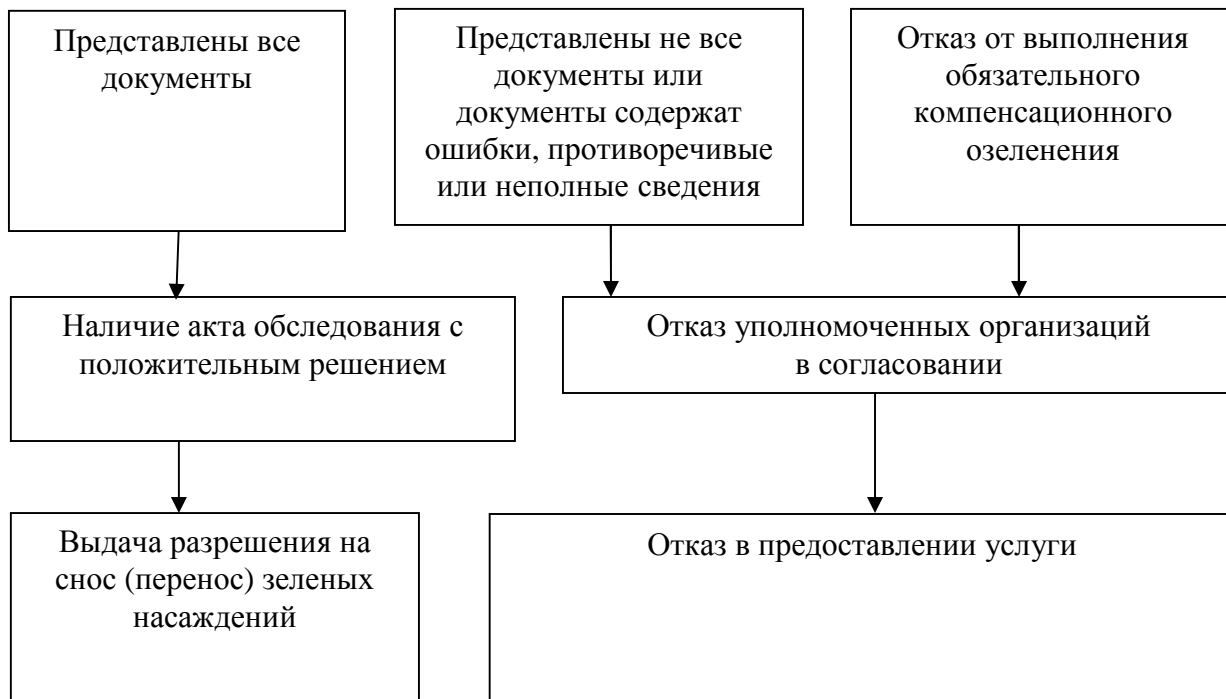 Представлены все
документы
Представлены не все
документы или
документы содержат
ошибки, противоречивые
или неполные сведения
Отказ от выполнения
обязательного
компенсационного
озеленения
Наличие акта обследования с
положительным решением
Отказ уполномоченных организаций
в согласовании
Выдача разрешения на
снос (перенос) зеленых
насаждений
Отказ в предоставлении услуги